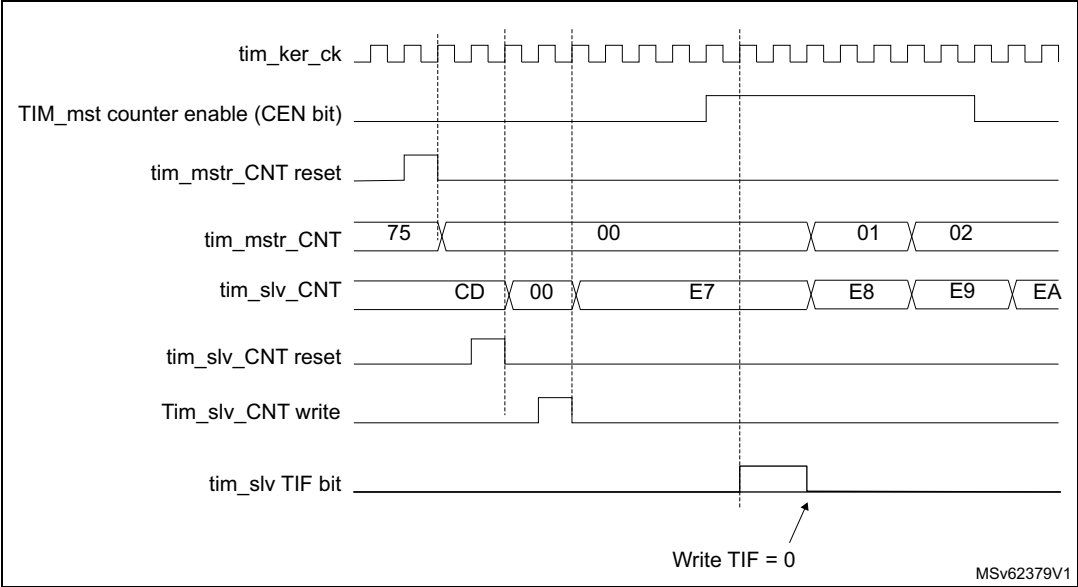 tim_ker_ck
TIM_mst counter enable (CEN bit)
tim_mstr_CNT reset
tim_mstr_CNT 75 00 01 02
tim_slv_CNT CD 00 E7 E8 E9 EA
tim_slv_CNT reset
Tim_slv_CNT write
tim_slv TIF bit
Write TIF = 0
MSv62379V1